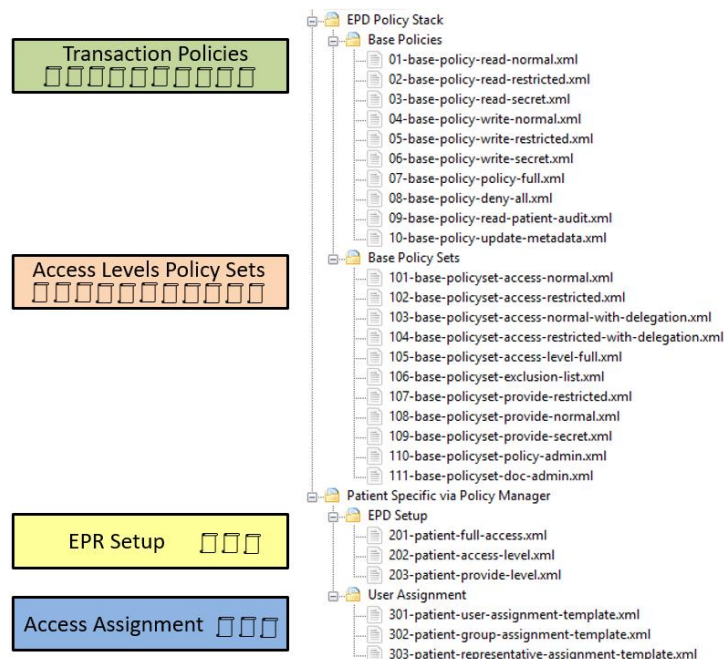 Transaction Policies
Access Levels Policy Sets
EPR Setup
Access Assignment
EPD Policy Stack
Base Policies
01-base-policy-read-normal.xml
02-base-policy-read-restricted.xml
03-base-policy-read-secret.xml
04-base-policy-write-normal.xml
05-base-policy-write-restricted.xml
06-base-policy-write-secret.xml
07-base-policy-policy-full.xml
08-base-policy-deny-all.xml
09-base-policy-read-patient-audit.xml
10-base-policy-update-metadata.xml
Base Policy Sets
101-base-policyset-access-normal.xml
102-base-policyset-access-restricted.xml
103-base-policyset-access-normal-with-delegation.xml
104-base-policyset-access-restricted-with-delegation.xml
105-base-policyset-access-level-full.xml
106-base-policyset-exclusion-list.xml
107-base-policyset-provide-restricted.xml
108-base-policyset-provide-normal.xml
109-base-policyset-provide-secret.xml
110-base-policyset-policy-admin.xml
111-base-policyset-doc-admin.xml
Patient Specific via Policy Manager
EPD Setup
201-patient-full-access.xml
202-patient-access-level.xml
203-patient-provide-level.xml
User Assignment
301-patient-user-assignment-template.xml
302-patient-group-assignment-template.xml
303-patient-representative-assignment-template.xml